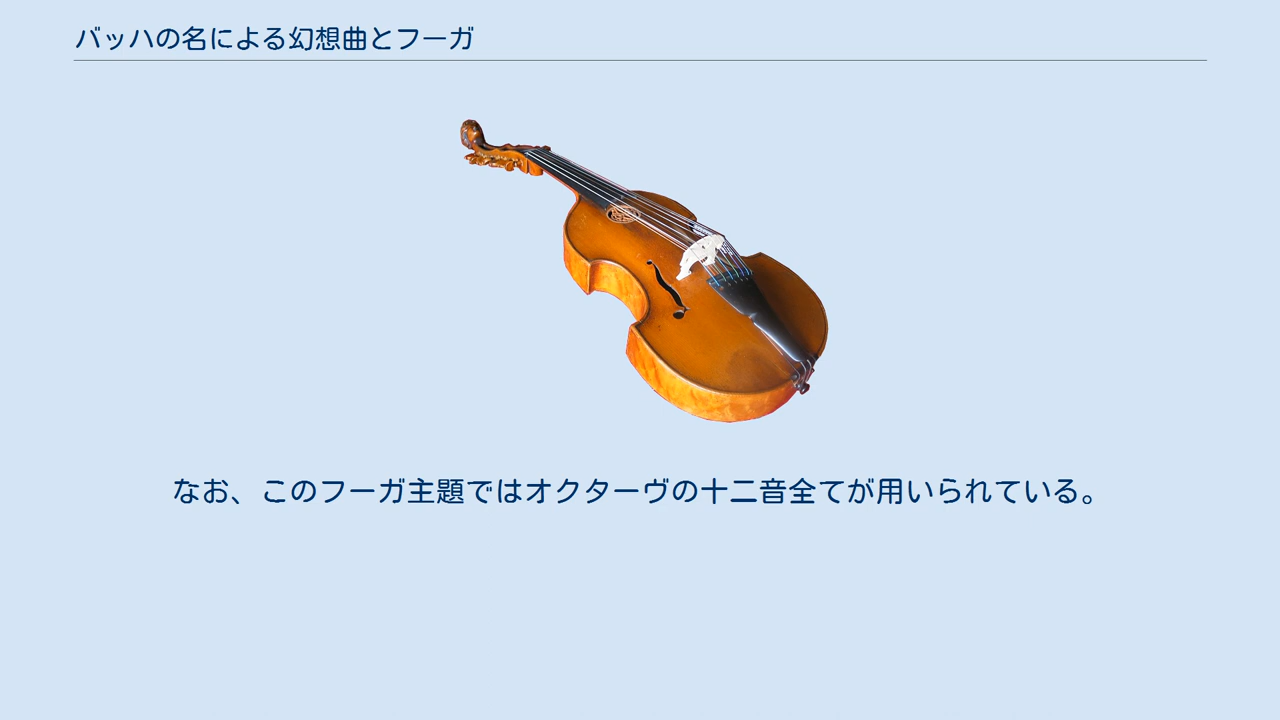 バッハの名による幻想曲とフーガ
なお、このフーガ主題ではオクターヴの十二音全てが用いられている。